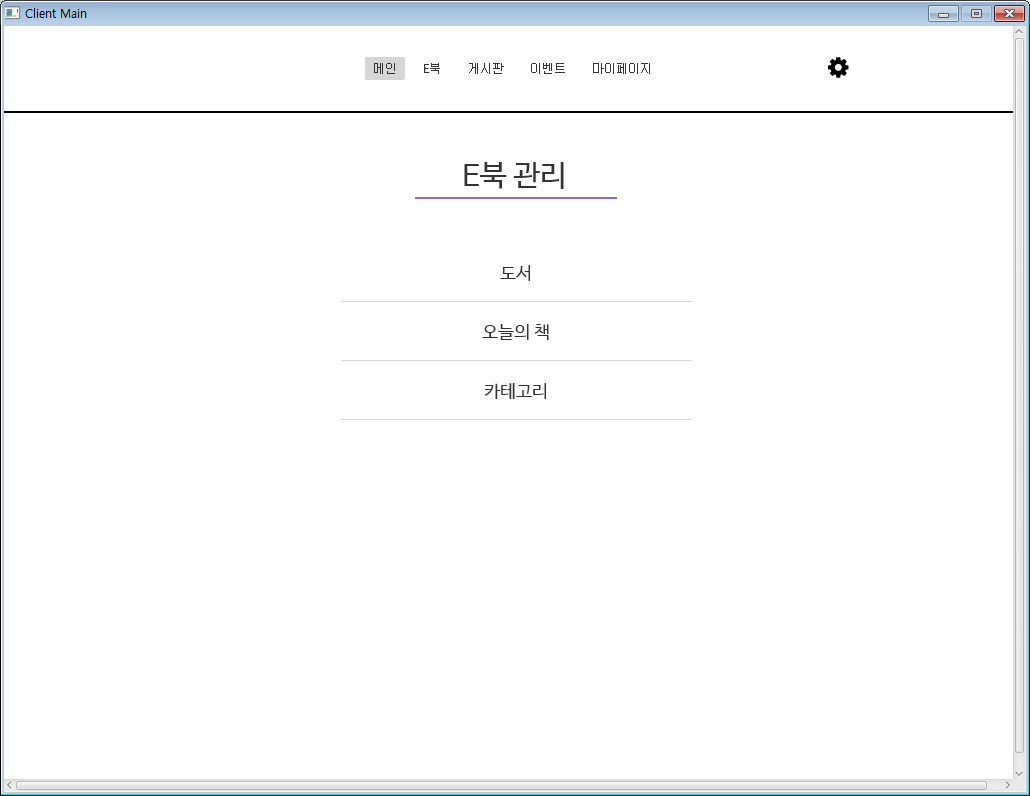 Client Main
메인 E북 게시판 이벤트 마이페이지
E북 관리
도서
오늘의 책
카테고리